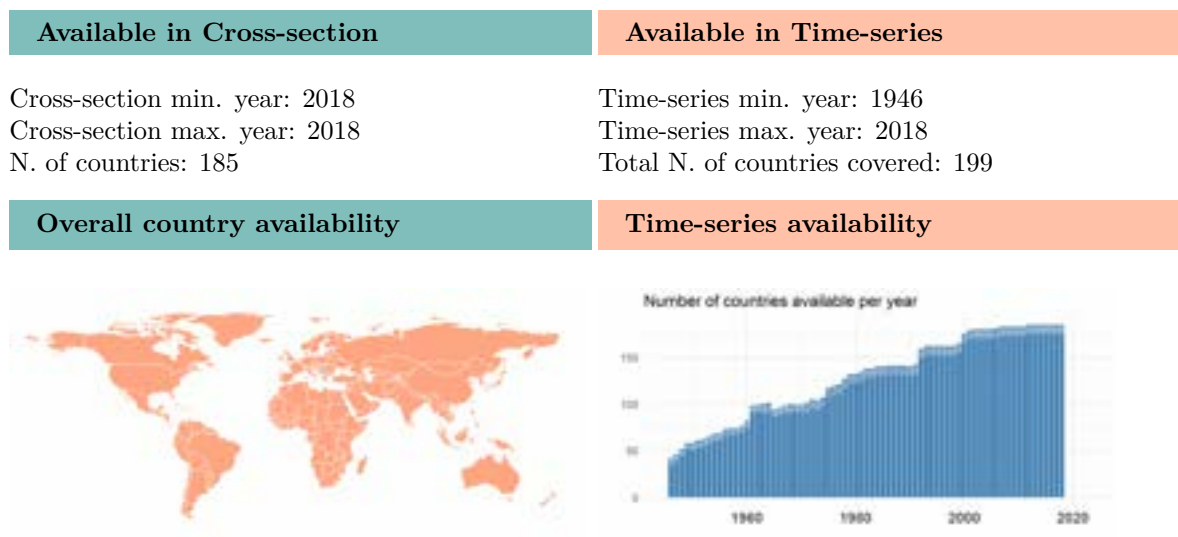 Available in Cross-section
Available in Time-series
Cross-section min. year: 2018
Cross-section max. year: 2018
N. of countries: 185
Time-series min. year: 1946
Time-series max. year: 2018
Total N. of countries covered: 199
Overall country availability
Time-series availability
Number of countries available per year
150
100
50
0
1960 1980 2000 2020